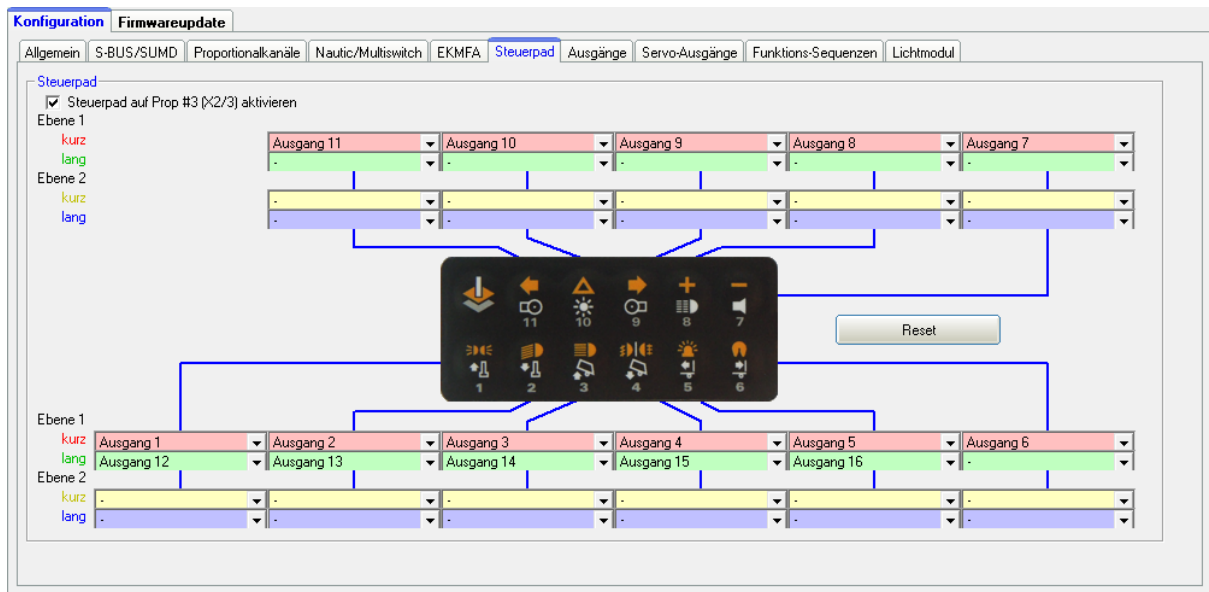 Konfiguration Firmwareupdate
Allgemein S-BUS/SUMD Proportionalkanäle Nautic/Multiswitch EKMFA Steuerpad Ausgänge Servo-Ausgänge Funktions-Sequenzen Lichtmodul
Steuerpad
Steuerpad auf Prop #3 (X2/3) aktivieren
Ebene 1
kurz Ausgang 11 Ausgang 10 Ausgang 9 Ausgang 8 Ausgang 7
lang - - - - -
Ebene 2
kurz - - - - -
lang - - - - -
11 10 9 8 7
Reset
1 2 3 4 5 6
Ebene 1
kurz Ausgang 1 Ausgang 2 Ausgang 3 Ausgang 4 Ausgang 5 Ausgang 6
lang Ausgang 12 Ausgang 13 Ausgang 14 Ausgang 15 Ausgang 16 -
Ebene 2
kurz - - - - - -
lang - - - - - -